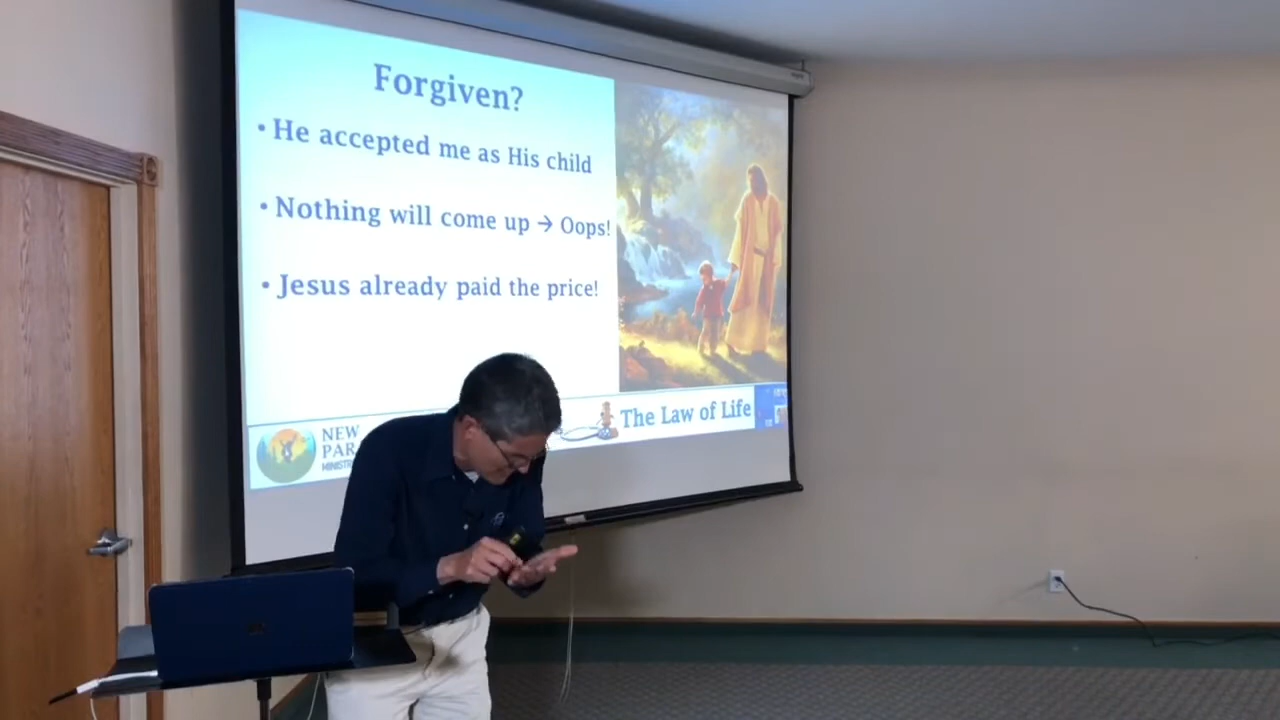 Forgiven?
• He accepted me as His child
• Nothing will come up → Oops!
• Jesus already paid the price!
NEW
PAR
MINISTR
The Law of Life